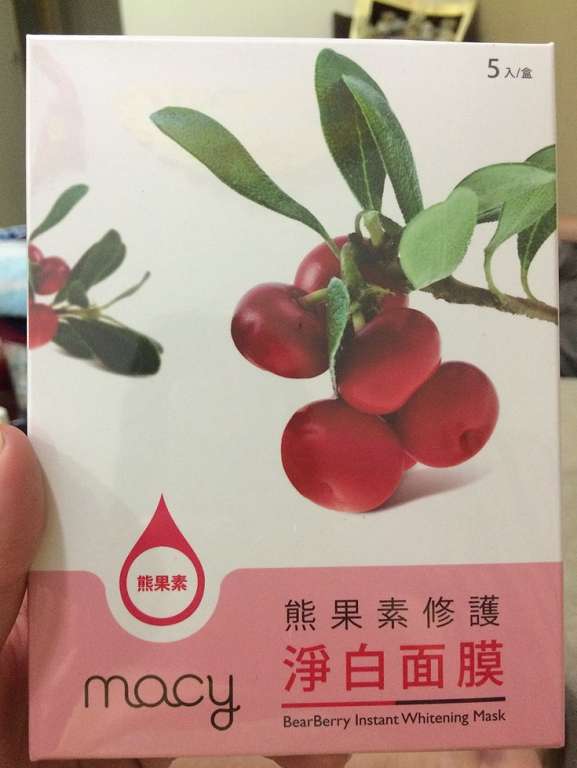 5入/盒
熊果素
熊果素修護
淨白面膜
macy
BearBerry Instant Whitening Mask